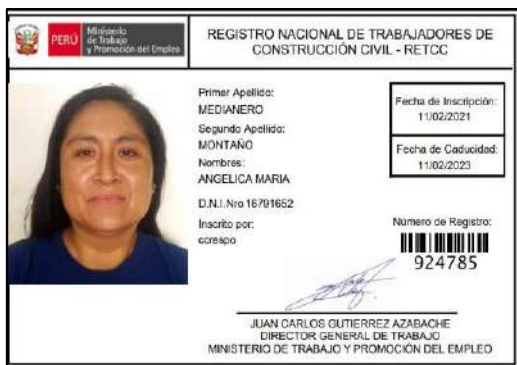 PERÚ
Ministerio
de Trabajo
y Promoción del Empleo
REGISTRO NACIONAL DE TRABAJADORES DE
CONSTRUCCIÓN CIVIL - RETCC
Primer Apellido:
MEDIANERO
Segundo Apellido:
MONTAÑO
Nombres:
ANGELICA MARIA
D.N.I. Nro 16791652
Inscrito por:
ccrespo
Fecha de Inscripción:
11/02/2021
Fecha de Caducidad:
11/02/2023
Número de Registro:
924785
JUAN CARLOS GUTIERREZ AZABACHE
DIRECTOR GENERAL DE TRABAJO
MINISTERIO DE TRABAJO Y PROMOCIÓN DEL EMPLEO